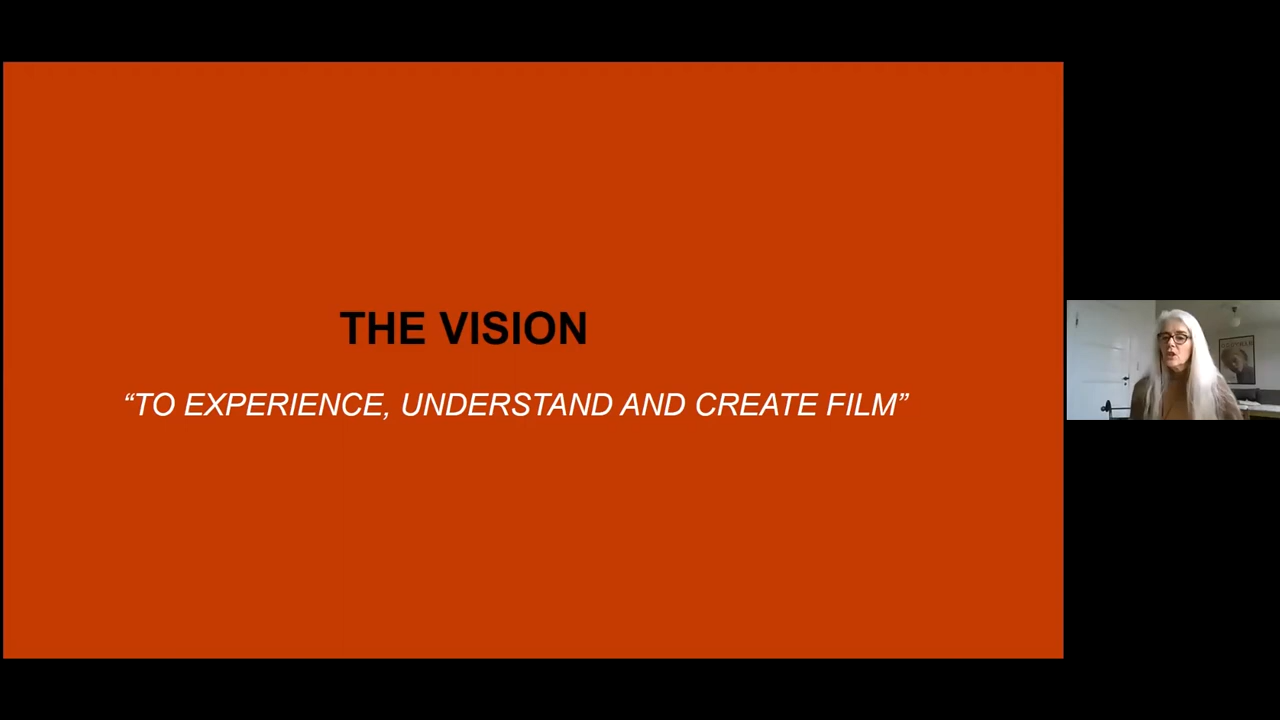 THE VISION
“TO EXPERIENCE, UNDERSTAND AND CREATE FILM”